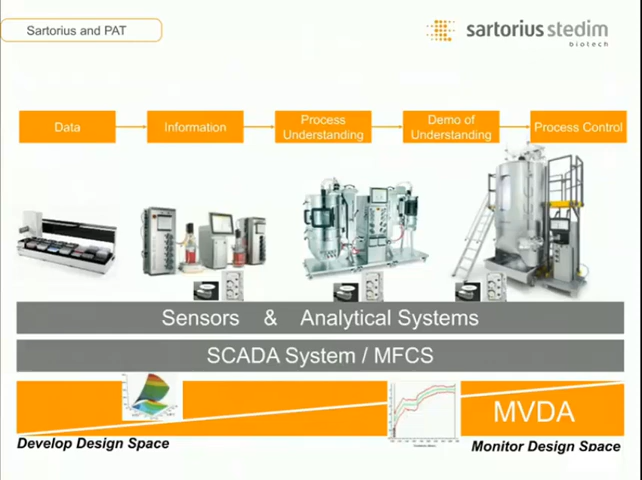 Sartorius and PAT
sartorius stedim
biotech
Data
Information
Process
Understanding
Demo of
Understanding
Process Control
Sensors & Analytical Systems
SCADA System / MFCS
MVDA
Develop Design Space
Monitor Design Space